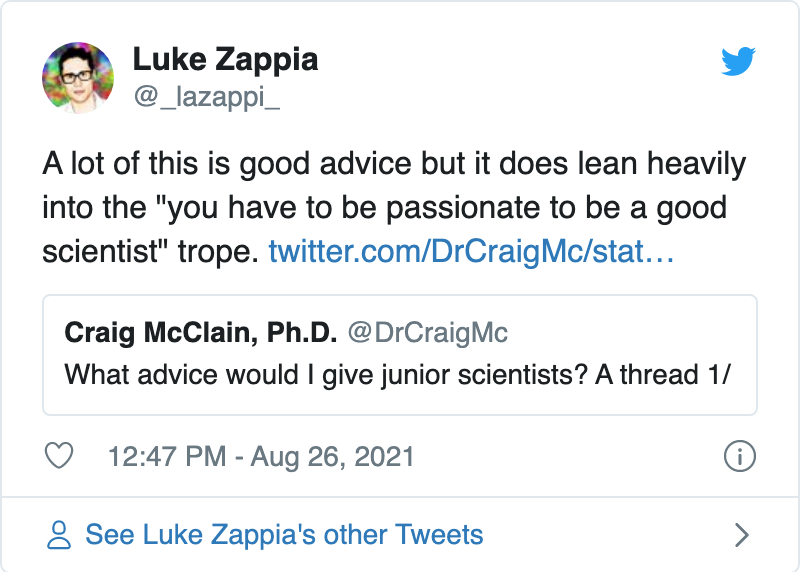 Luke Zappia
@_lazappi_
A lot of this is good advice but it does lean heavily
into the "you have to be passionate to be a good
scientist" trope. twitter.com/DrCraigMc/stat…
Craig McClain, Ph.D. @DrCraigMc
What advice would I give junior scientists? A thread 1/
12:47 PM - Aug 26, 2021
See Luke Zappia's other Tweets